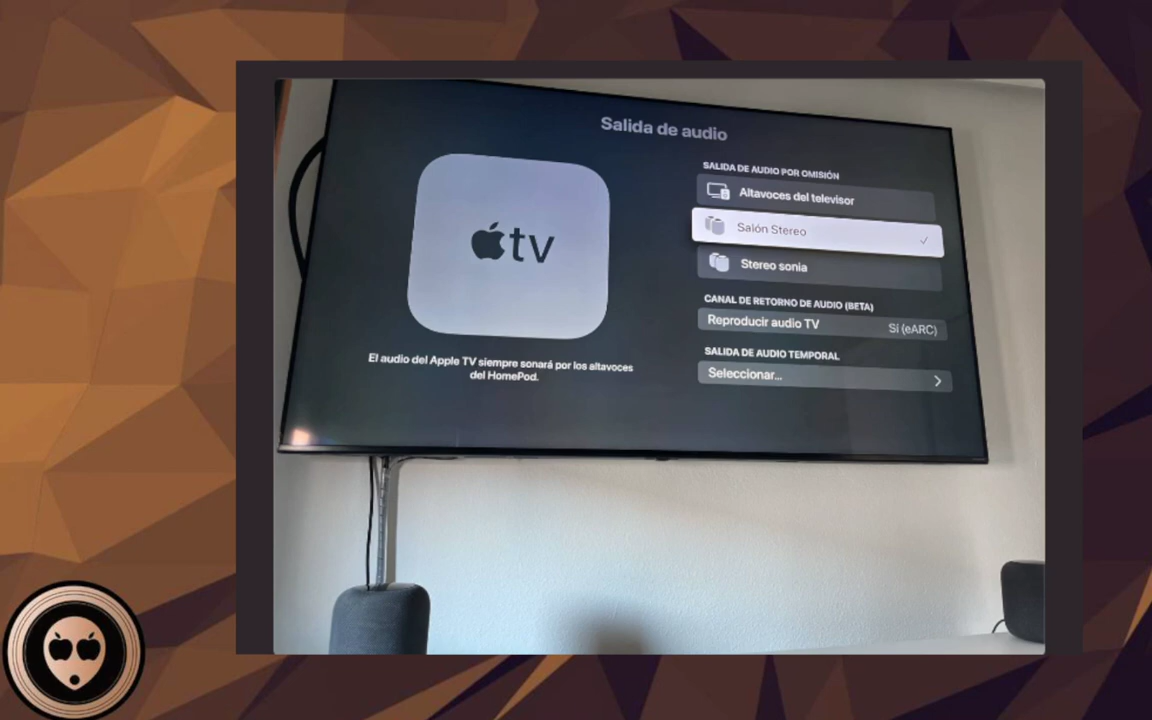 Salida de audio
SALIDA DE AUDIO POR OMISIÓN
Altavoces del televisor
Salón Stereo
Stereo sonia
CANAL DE RETORNO DE AUDIO (BETA)
Reproducir audio TV Sí (eARC)
SALIDA DE AUDIO TEMPORAL
Seleccionar...
tv
El audio del Apple TV siempre sonará por los altavoces
del HomePod.